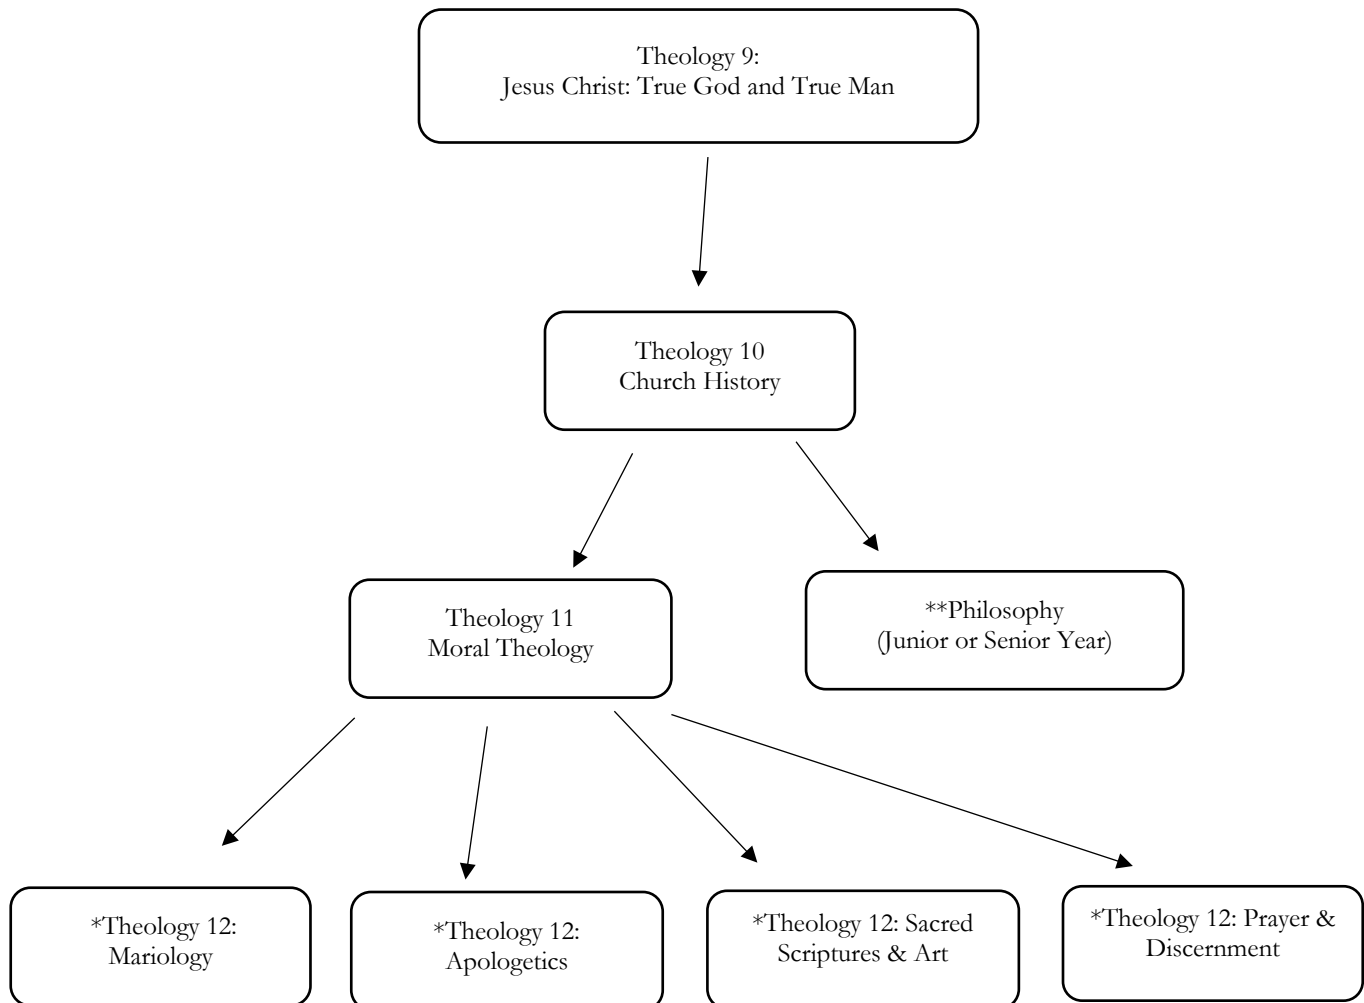 Theology 9:
Jesus Christ: True God and True Man
Theology 10
Church History
Theology 11
Moral Theology
**Philosophy
(Junior or Senior Year)
*Theology 12:
Mariology
*Theology 12:
Apologetics
*Theology 12: Sacred
Scriptures & Art
*Theology 12: Prayer &
Discernment